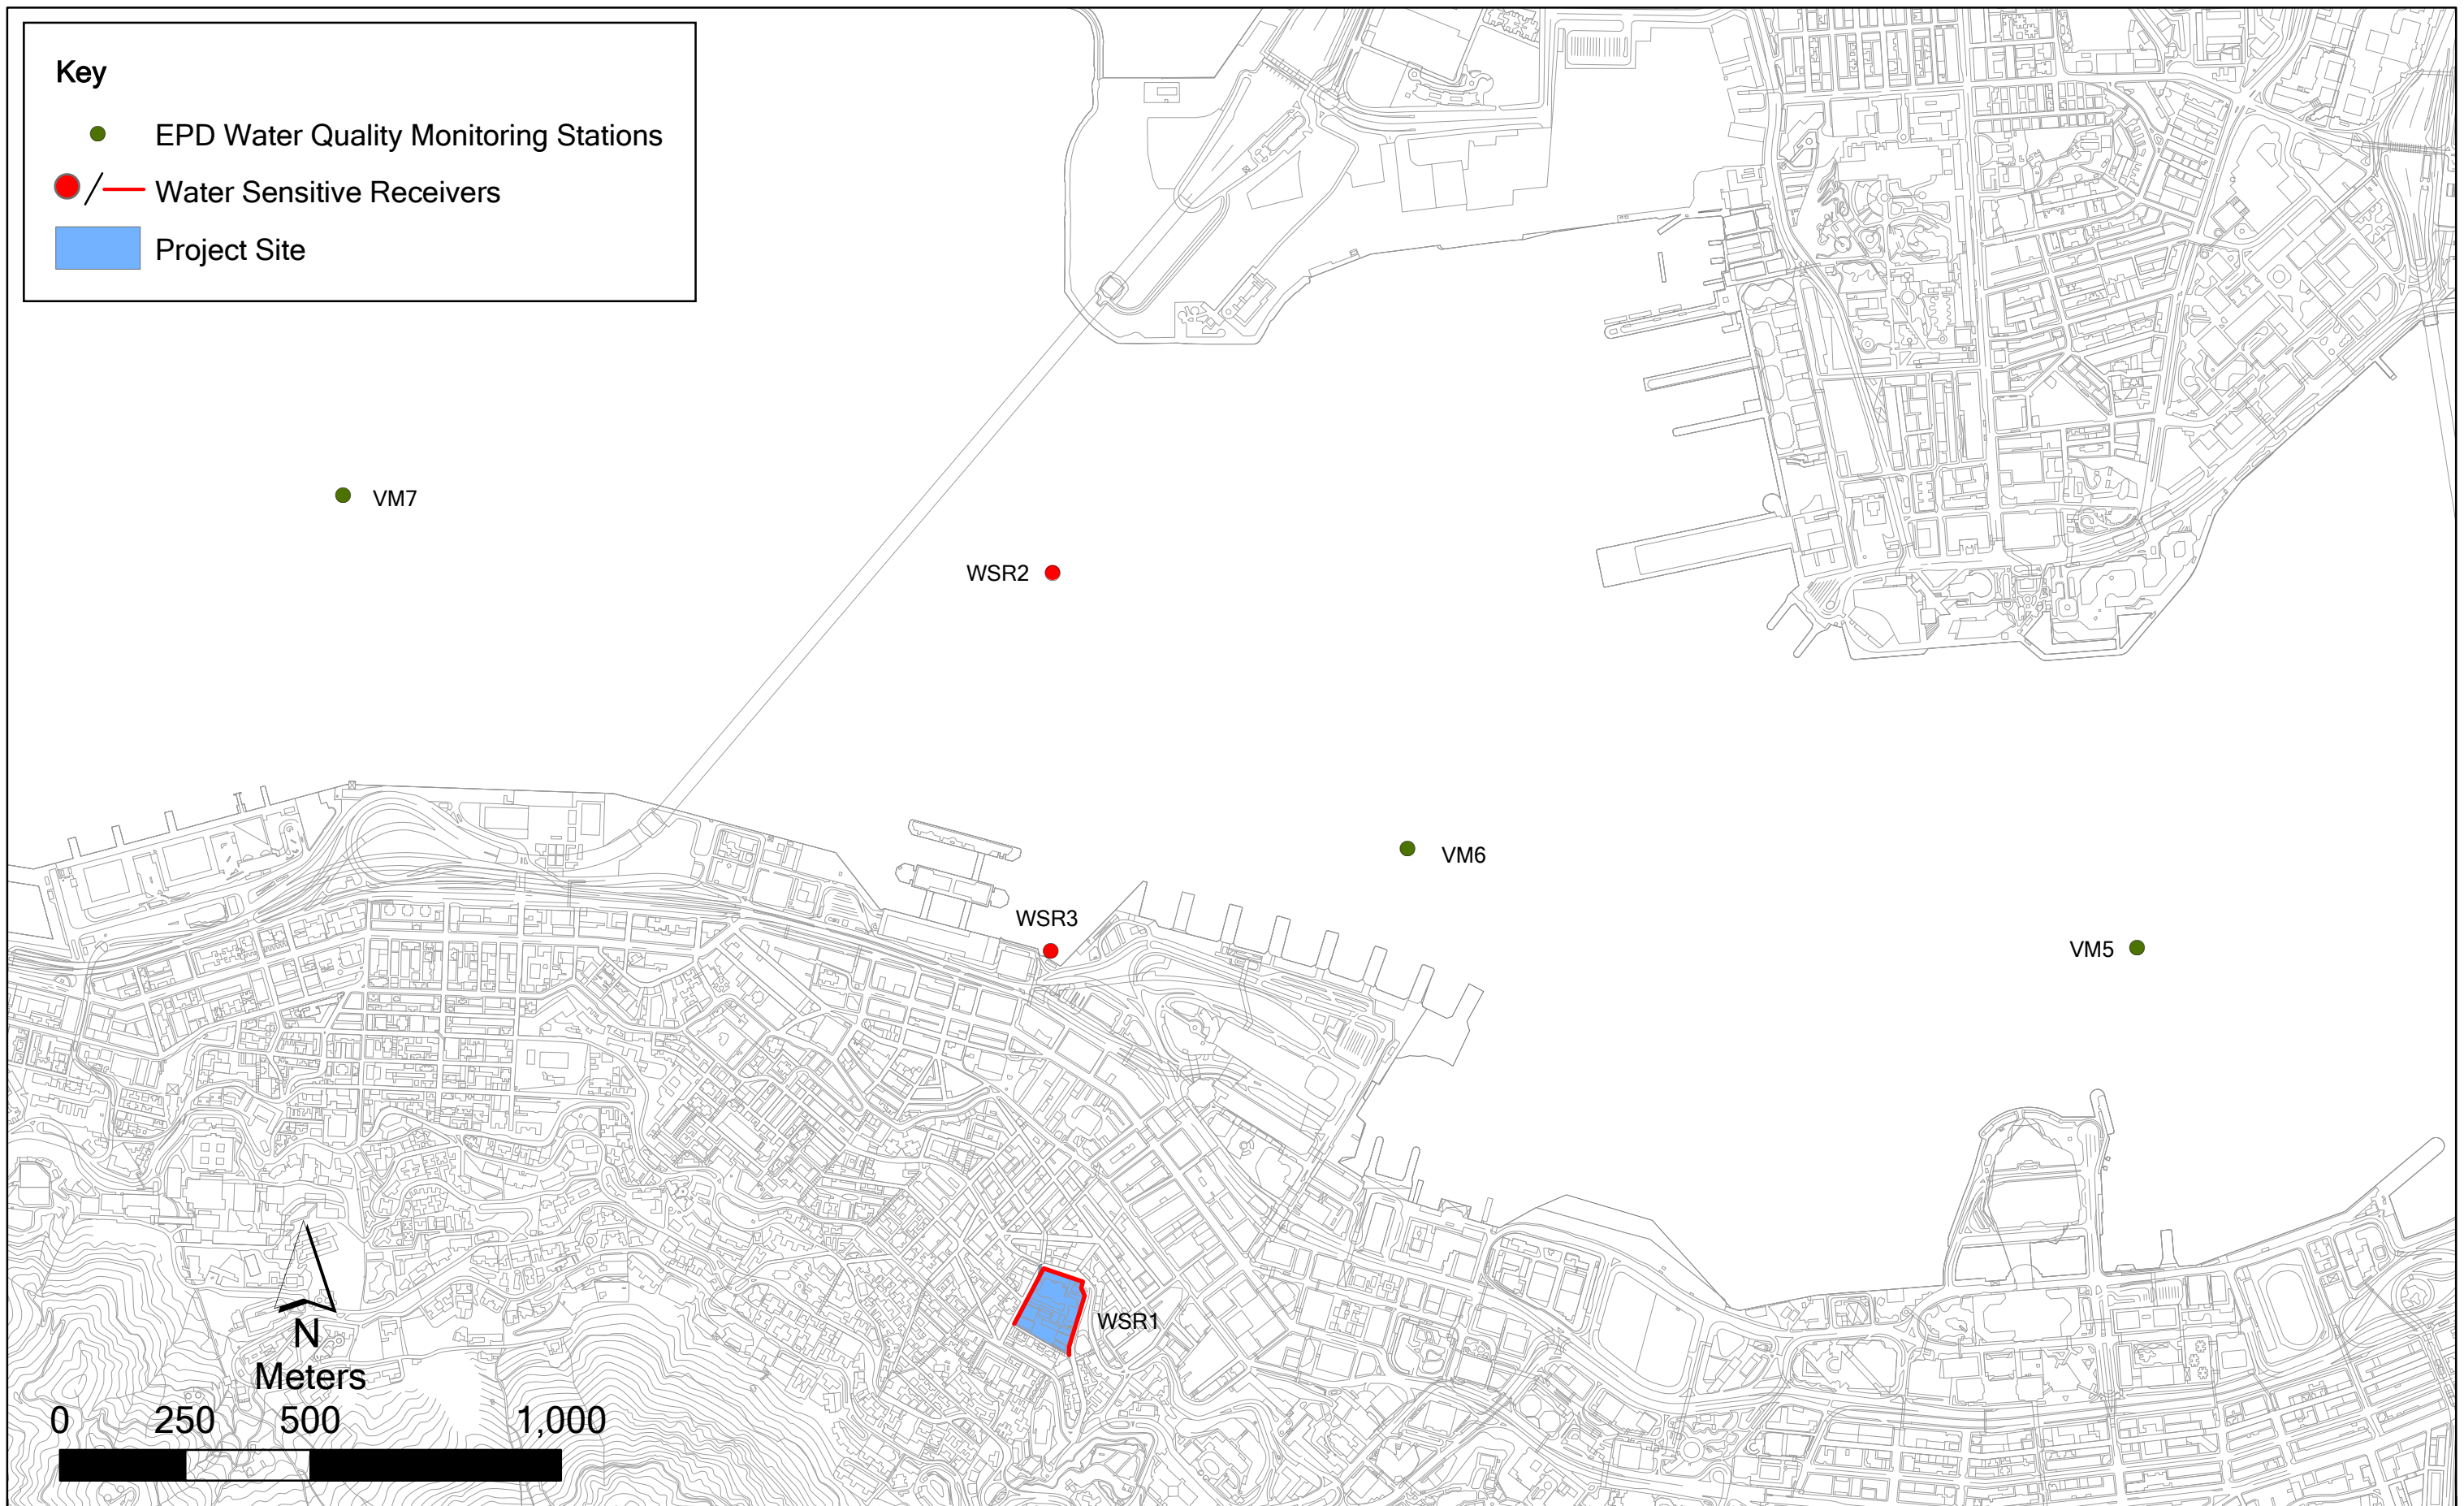 Key
EPD Water Quality Monitoring Stations
Water Sensitive Receivers
Project Site
VM7
WSR2
VM6
WSR3
VM5
WSR1
N
Meters
0 250 500 1,000